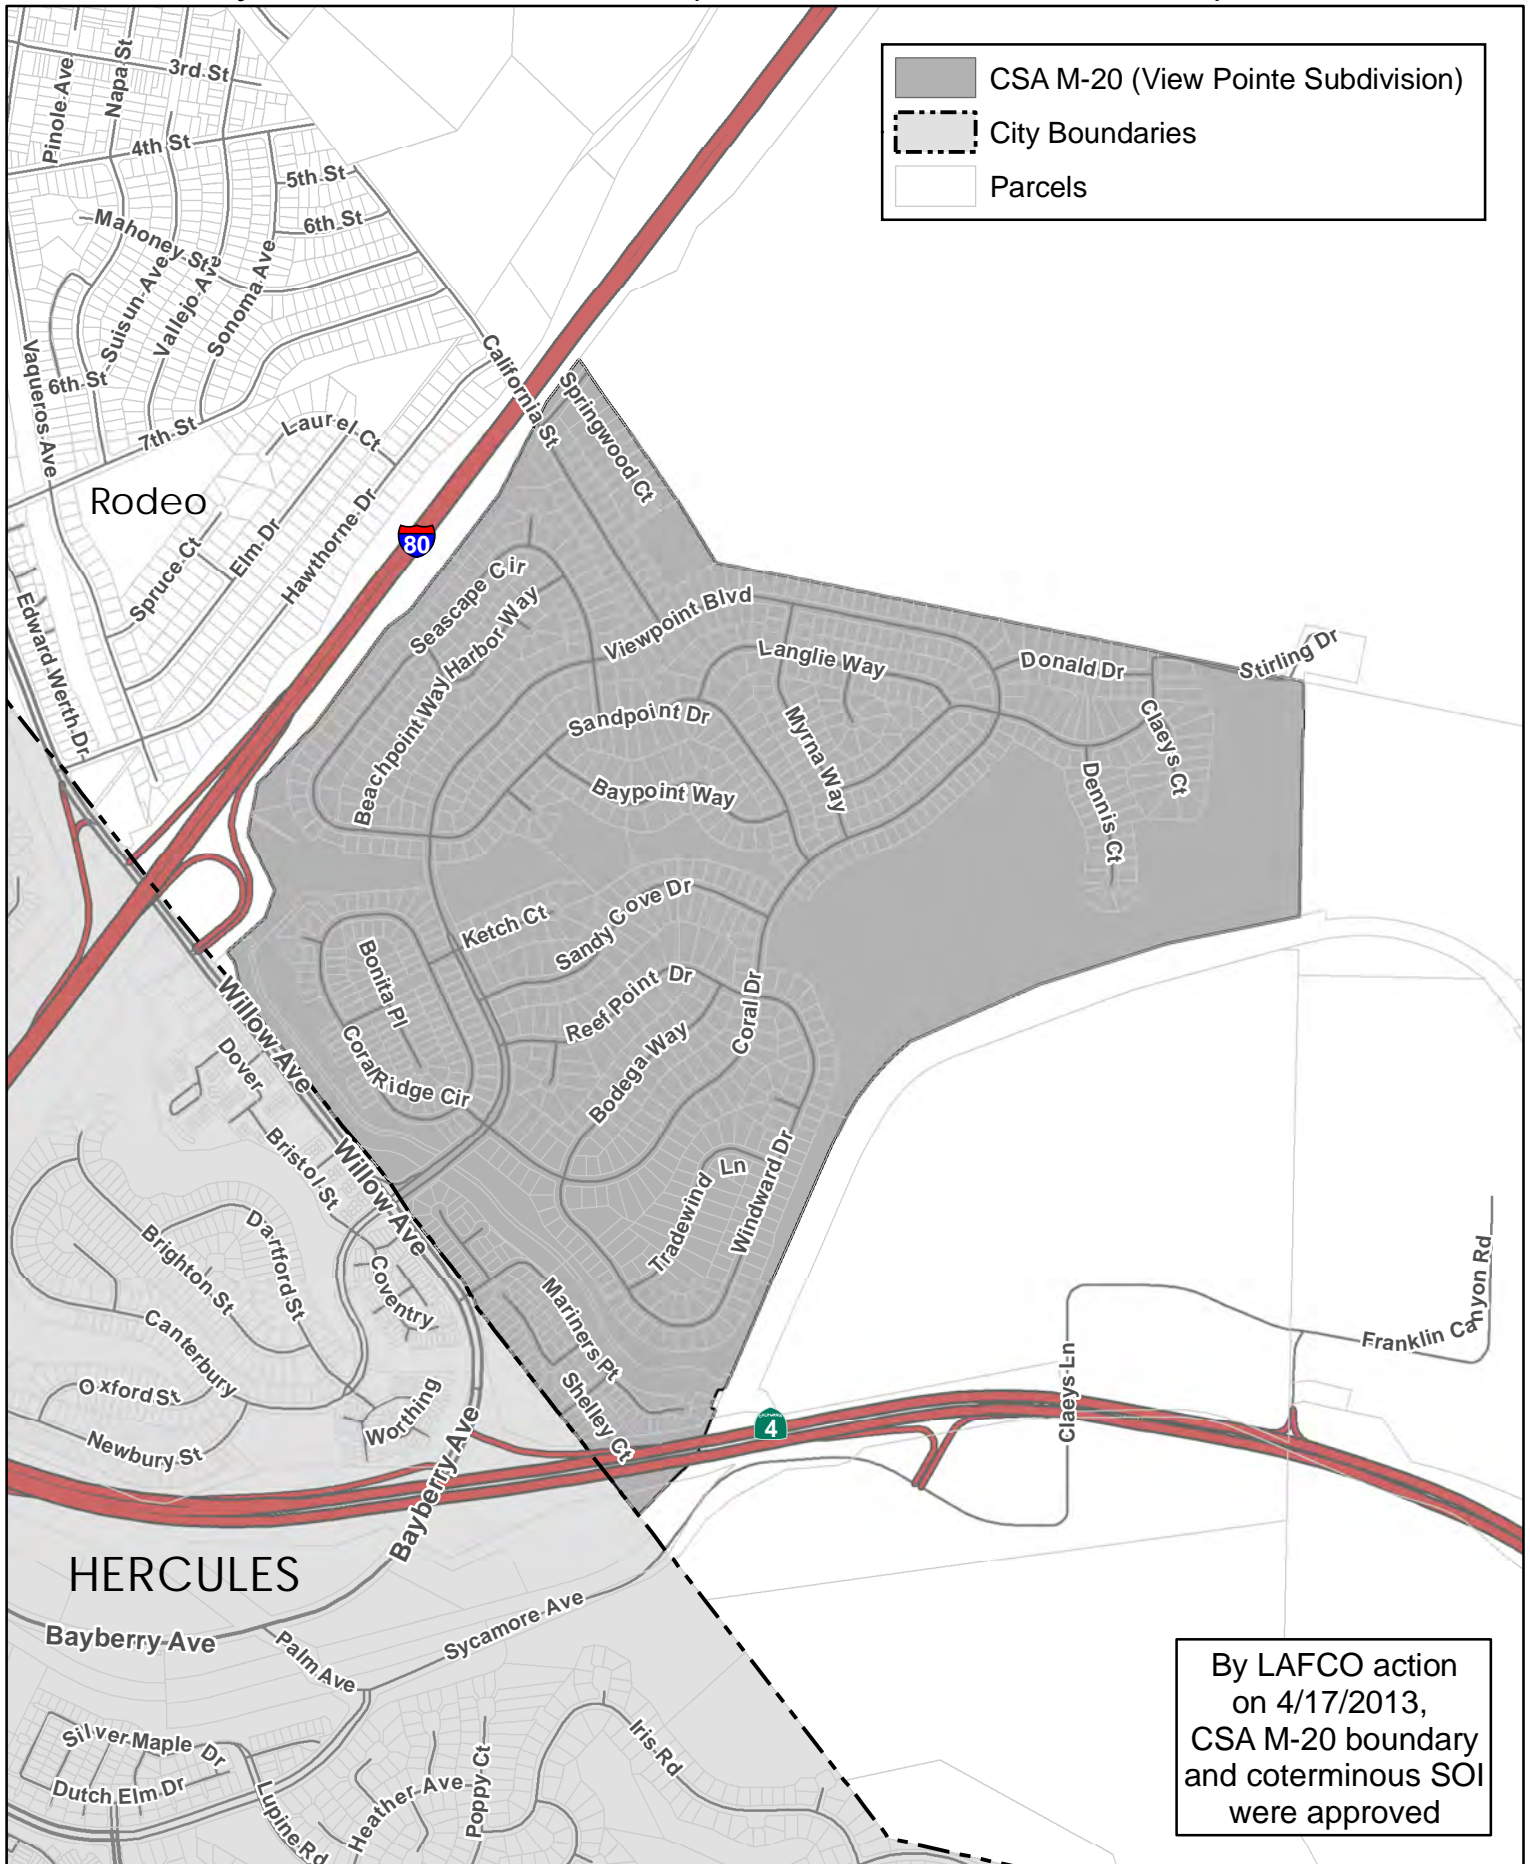 CSA M-20 (View Pointe Subdivision)
City Boundaries
Parcels
3rd St
Napa St
Pinole Ave
4th St
5th St
6th St
Mahoney St
Suisun Ave
Vallejo Ave
Sonoma Ave
Vaqueros Ave
6th St
7th St
California St
Laurel Ct
Springwood Ct
Rodeo
80
Spruce Ct
Elm Dr
Hawthorne Dr
Edward Werth Dr
Seascape Cir
Harbor Way
Beachpoint Way
Viewpoint Blvd
Langlie Way
Donald Dr
Stirling Dr
Sandpoint Dr
Myrna Way
Claeys Ct
Baypoint Way
Dennis Ct
Ketch Ct
Sandy Cove Dr
Bonita Pl
Reef Point Dr
Coral Dr
Willow Ave
Coral Ridge Cir
Bodega Way
Dover
Bristol St
Willow Ave
Tradewind Ln
Windward Dr
Brighton St
Dartford St
Coventry
Mariners Pt
Canterbury
Shelley Ct
Oxford St
Worthing
Newbury St
Bayberry Ave
CALIFORNIA
4
Claeys Ln
Franklin Canyon Rd
HERCULES
Bayberry Ave
Palm Ave
Sycamore Ave
Silver Maple Dr
Dutch Elm Dr
Lupine Rd
Heather Ave
Poppy Ct
Iris Rd
By LAFCO action
on 4/17/2013,
CSA M-20 boundary
and coterminous SOI
were approved